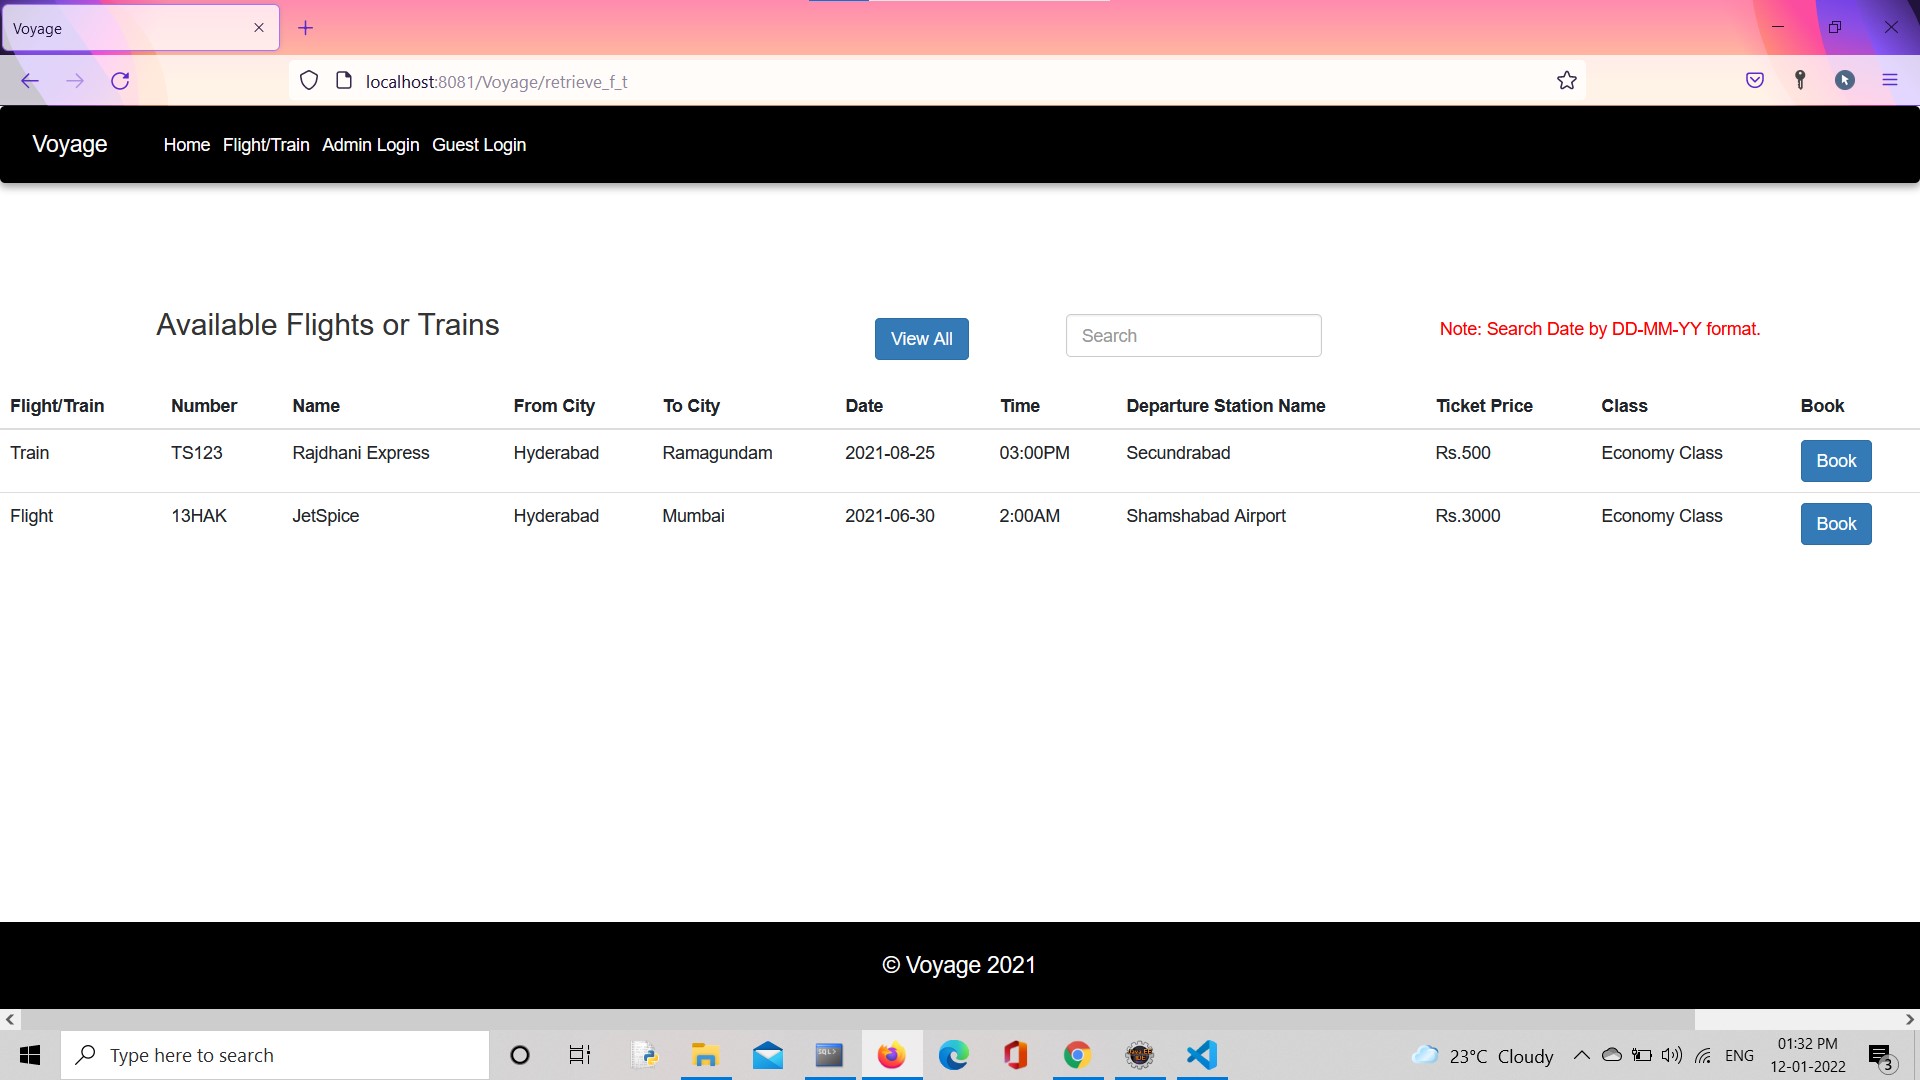 Voyage
localhost:8081/Voyage/retrieve_f_t
Voyage Home Flight/Train Admin Login Guest Login
Available Flights or Trains View All Search Note: Search Date by DD-MM-YY format.
Flight/Train Number Name From City To City Date Time Departure Station Name Ticket Price Class Book
Train TS123 Rajdhani Express Hyderabad Ramagundam 2021-08-25 03:00PM Secundrabad Rs.500 Economy Class Book
Flight 13HAK JetSpice Hyderabad Mumbai 2021-06-30 2:00AM Shamshabad Airport Rs.3000 Economy Class Book
© Voyage 2021
Type here to search 23°C Cloudy ENG 01:32 PM
12-01-2022 3